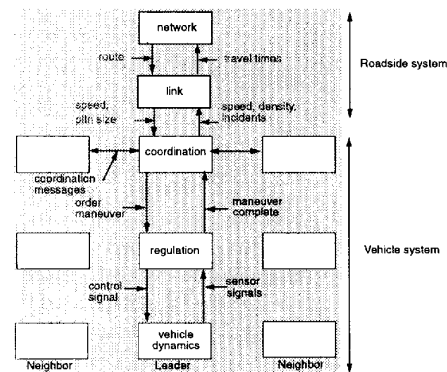 network
route
travel times
Roadside system
link
speed,
pltn size
speed, density,
incidents
coordination
coordination
messages
order
maneuver
maneuver
complete
regulation
Vehicle system
control
signal
sensor
signals
vehicle
dynamics
Neighbor
Leader
Neighbor